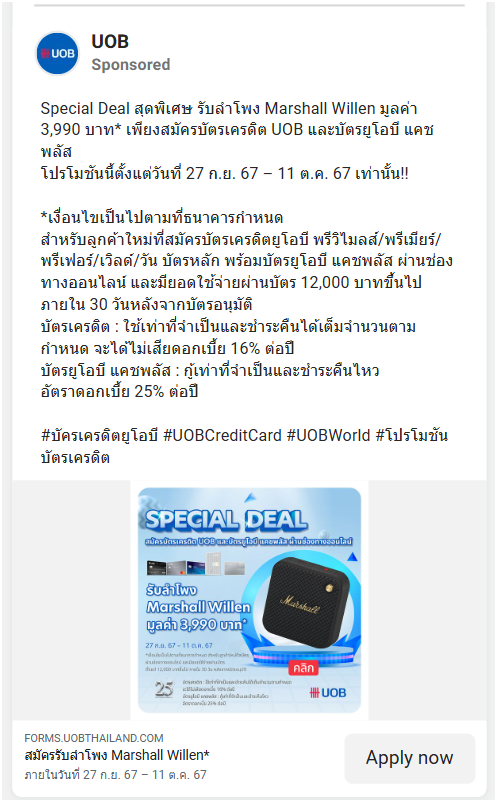 UOB
Sponsored
Special Deal สุดพิเศษ รับลำโพง Marshall Willen มูลค่า
3,990 บาท* เพียงสมัครบัตรเครดิต UOB และบัตรยูโอบี แคช
พลัส
โปรโมชันนี้ตั้งแต่วันที่ 27 ก.ย. 67 – 11 ต.ค. 67 เท่านั้น!!
*เงื่อนไขเป็นไปตามที่ธนาคารกำหนด
สำหรับลูกค้าใหม่ที่สมัครบัตรเครดิตยูโอบี พรีวิไมลส์/พรีเมียร์/
พรีเฟอร์/เวิลด์/วัน บัตรหลัก พร้อมบัตรยูโอบี แคชพลัส ผ่านช่อง
ทางออนไลน์ และมียอดใช้จ่ายผ่านบัตร 12,000 บาทขึ้นไป
ภายใน 30 วันหลังจากบัตรอนุมัติ
บัตรเครดิต : ใช้เท่าที่จำเป็นและชำระคืนได้เต็มจำนวนตาม
กำหนด จะได้ไม่เสียดอกเบี้ย 16% ต่อปี
บัตรยูโอบี แคชพลัส : กู้เท่าที่จำเป็นและชำระคืนไหว
อัตราดอกเบี้ย 25% ต่อปี
#บัครเครดิตยูโอบี #UOBCreditCard #UOBWorld #โปรโมชัน
บัตรเครดิต
SPECIAL DEAL
สมัครบัตรเครดิต UOB และบัตรยูโอบี แคชพลัส ผ่านช่องทางออนไลน์
รับลำโพง
Marshall Willen
มูลค่า 3,990 บาท*
Marshall
27 ก.ย. 67 – 11 ต.ค. 67
คลิก
25
UOB
FORMS.UOBTHAILAND.COM
สมัครรับลำโพง Marshall Willen*
ภายในวันที่ 27 ก.ย. 67 – 11 ต.ค. 67
Apply now